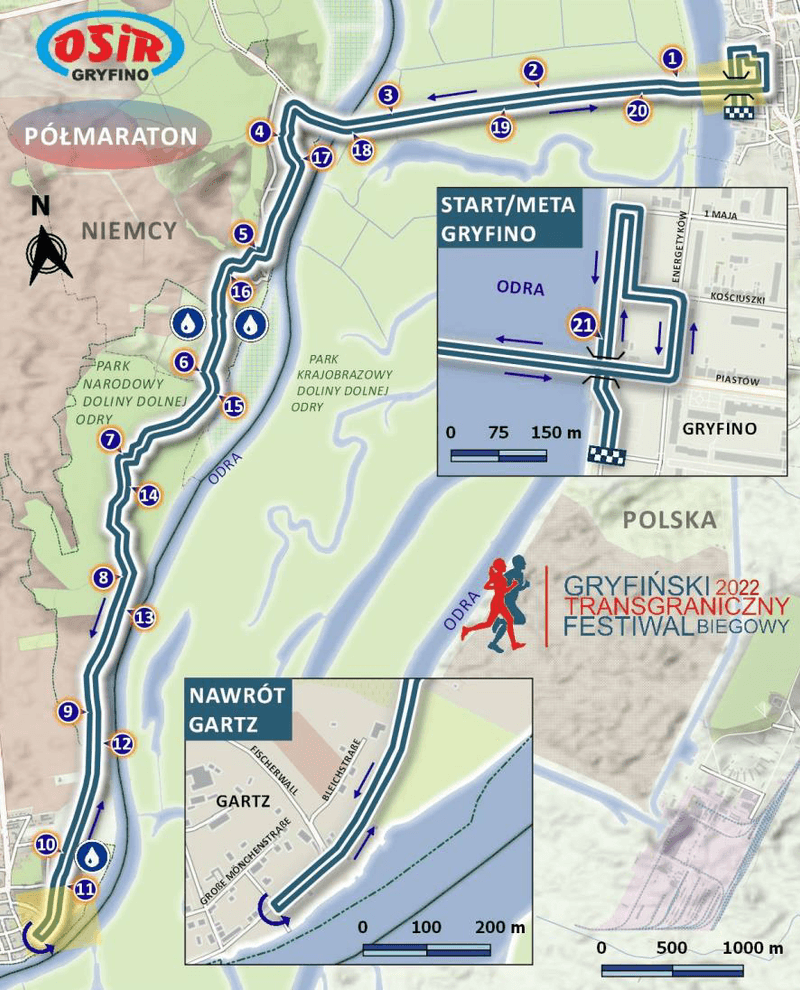 OSiR
GRYFINO
PÓŁMARATON
N
NIEMCY
1
2
3
20
19
4
18
17
5
16
6
15
7
14
8
13
9
12
10
11
PARK
NARODOWY
DOLINY DOLNEJ
ODRY
PARK
KRAJOBRAZOWY
DOLINY DOLNEJ
ODRY
ODRA
START/META
GRYFINO
1 MAJA
ENERGETYKÓW
ODRA
KOŚCIUSZKI
21
PIASTÓW
GRYFINO
0 75 150 m
POLSKA
ODRA
GRYFIŃSKI 2022
TRANSGRANICZNY
FESTIWAL BIEGOWY
NAWRÓT
GARTZ
FISCHERWALL
BLEICHSTRAßE
GARTZ
GROßE MÖNCHENSTRAßE
0 100 200 m
0 500 1000 m